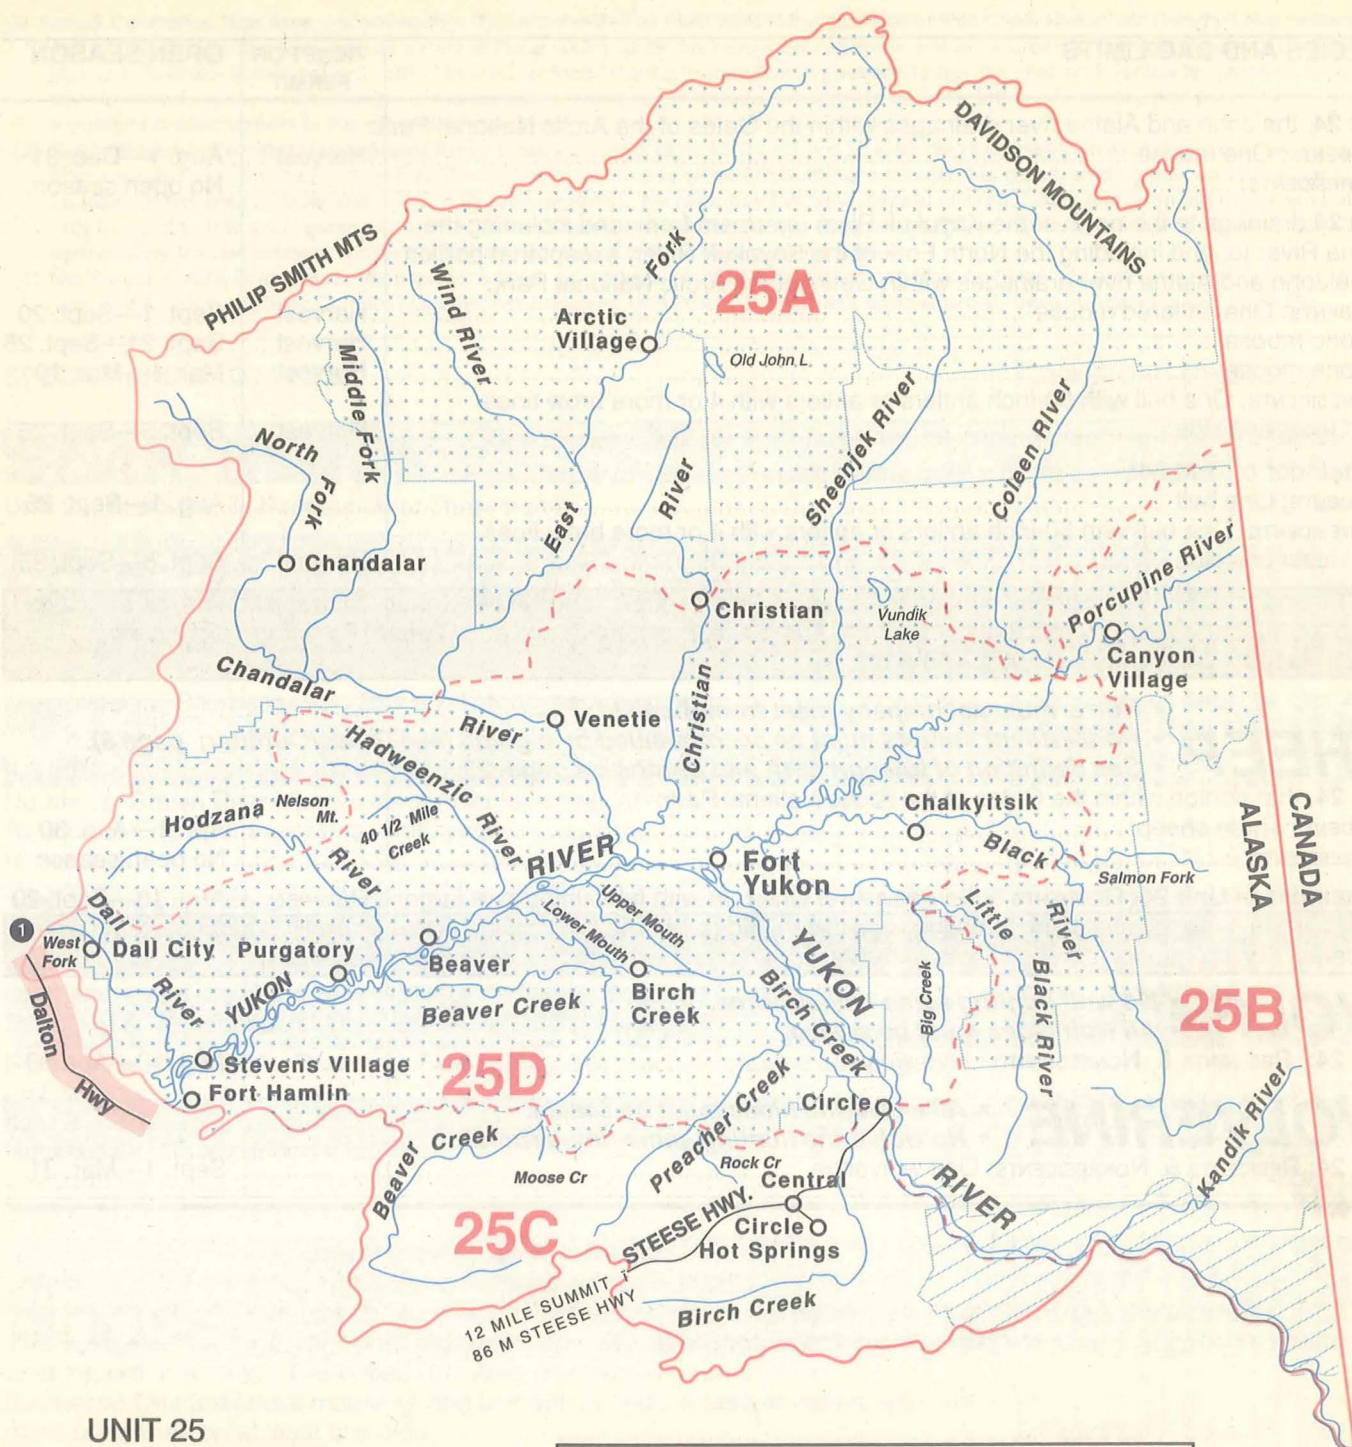 DAVIDSON MOUNTAINS
PHILIP SMITH MTS
25A
Wind River
Fork
Arctic
Village
Old John L.
Middle Fork
North
Fork
East
River
Sheenjek River
Coleen River
Porcupine River
Chandalar
Christian
Vundik
Lake
Canyon
Village
Chandalar
River
Venetie
Christian
Hadweenzic
River
Hodzana
River
Nelson
Mt.
40 1/2 Mile
Creek
RIVER
Fort
Yukon
Chalkyitsik
Black
River
Salmon Fork
CANADA
ALASKA
1
Dall
River
West
Fork
Dall City
Purgatory
Beaver
Upper Mouth
Lower Mouth
Birch
Creek
YUKON
YUKON
Birch Creek
Big Creek
Little
Black River
25B
Beaver Creek
25D
Dalton
Hwy
Stevens Village
Fort Hamlin
Circle
Preacher Creek
Beaver
Creek
Moose Cr
Rock Cr
Central
Kandik River
RIVER
25C
STEESE HWY.
Circle
Hot Springs
12 MILE SUMMIT
86 M STEESE HWY
Birch Creek
UNIT 25